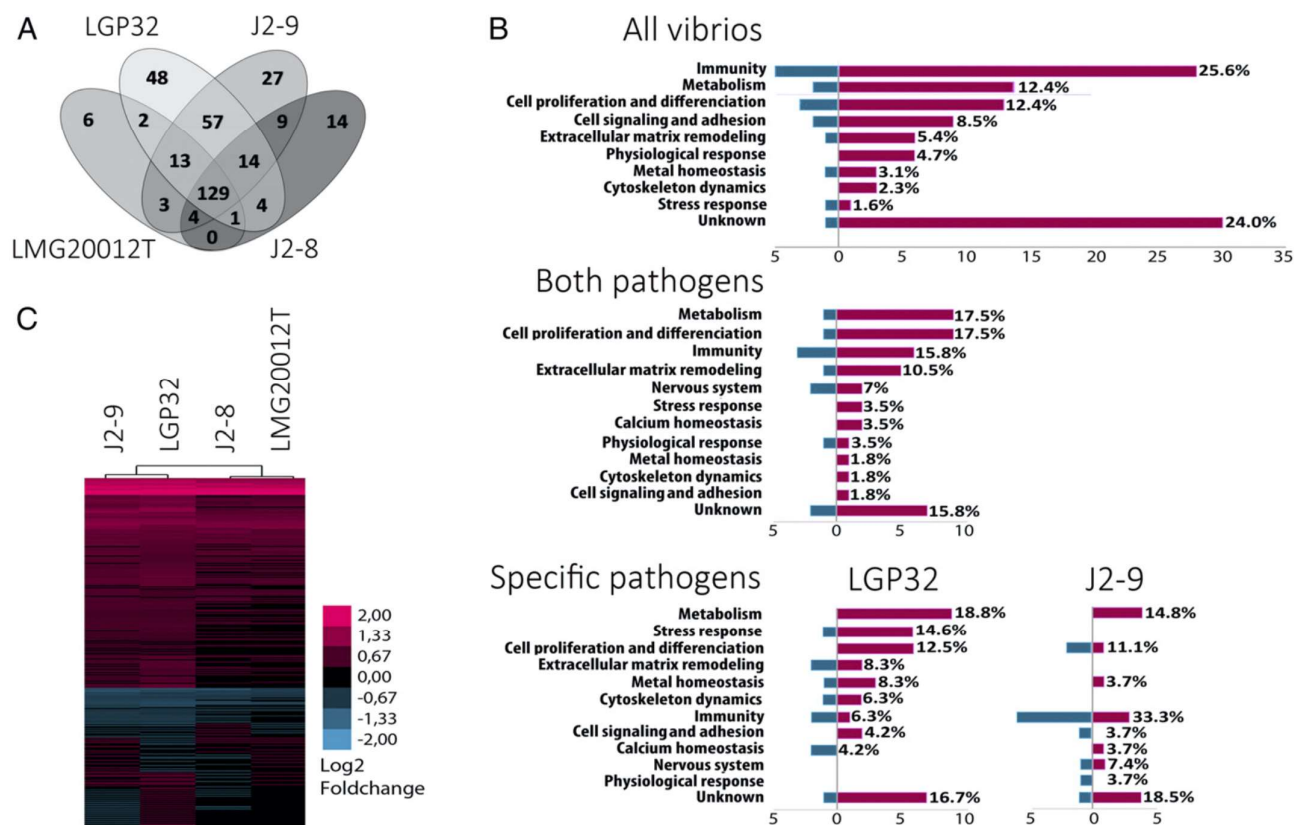 A
LGP32
J2-9
48
27
6
2
57
9
14
13
14
129
3
4
1
4
0
LMG20012T
J2-8
B
All vibrios
Immunity 25.6%
Metabolism 12.4%
Cell proliferation and differenciation 12.4%
Cell signaling and adhesion 8.5%
Extracellular matrix remodeling 5.4%
Physiological response 4.7%
Metal homeostasis 3.1%
Cytoskeleton dynamics 2.3%
Stress response 1.6%
Unknown 24.0%
5 0 5 10 15 20 25 30 35
Both pathogens
Metabolism 17.5%
Cell proliferation and differenciation 17.5%
Immunity 15.8%
Extracellular matrix remodeling 10.5%
Nervous system 7%
Stress response 3.5%
Calcium homeostasis 3.5%
Physiological response 3.5%
Metal homeostasis 1.8%
Cytoskeleton dynamics 1.8%
Cell signaling and adhesion 1.8%
Unknown 15.8%
5 0 5 10
C
J2-9
LGP32
J2-8
LMG20012T
2,00
1,33
0,67
0,00
-0,67
-1,33
-2,00
Log2
Foldchange
Specific pathogens
LGP32
J2-9
Metabolism 18.8% 14.8%
Stress response 14.6%
Cell proliferation and differenciation 12.5% 11.1%
Extracellular matrix remodeling 8.3%
Metal homeostasis 8.3% 3.7%
Cytoskeleton dynamics 6.3%
Immunity 6.3% 33.3%
Cell signaling and adhesion 4.2% 3.7%
Calcium homeostasis 4.2% 3.7%
Nervous system 7.4%
Physiological response 3.7%
Unknown 16.7% 18.5%
5 0 5 10 5 0 5